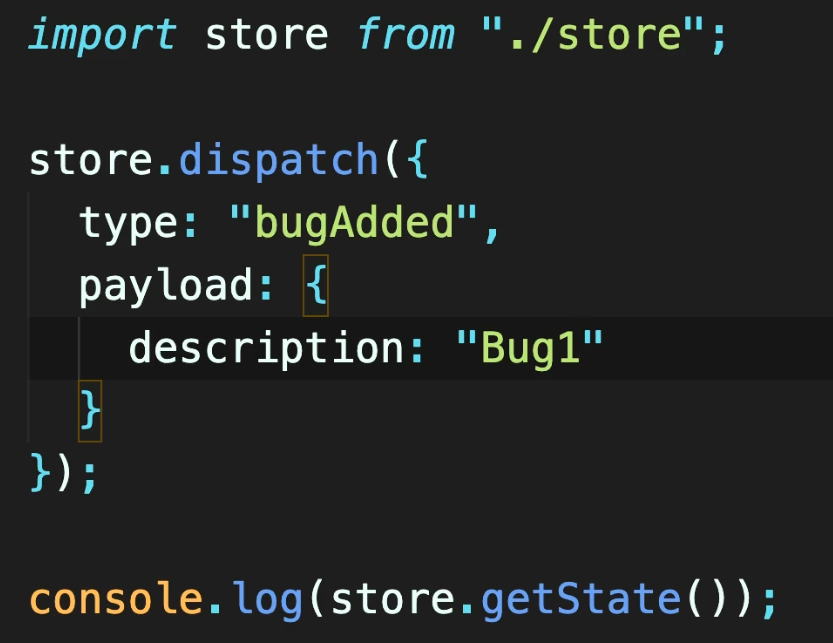 import store from "./store";
store.dispatch({
type: "bugAdded",
payload: {
description: "Bug1"
}
});
console.log(store.getState());